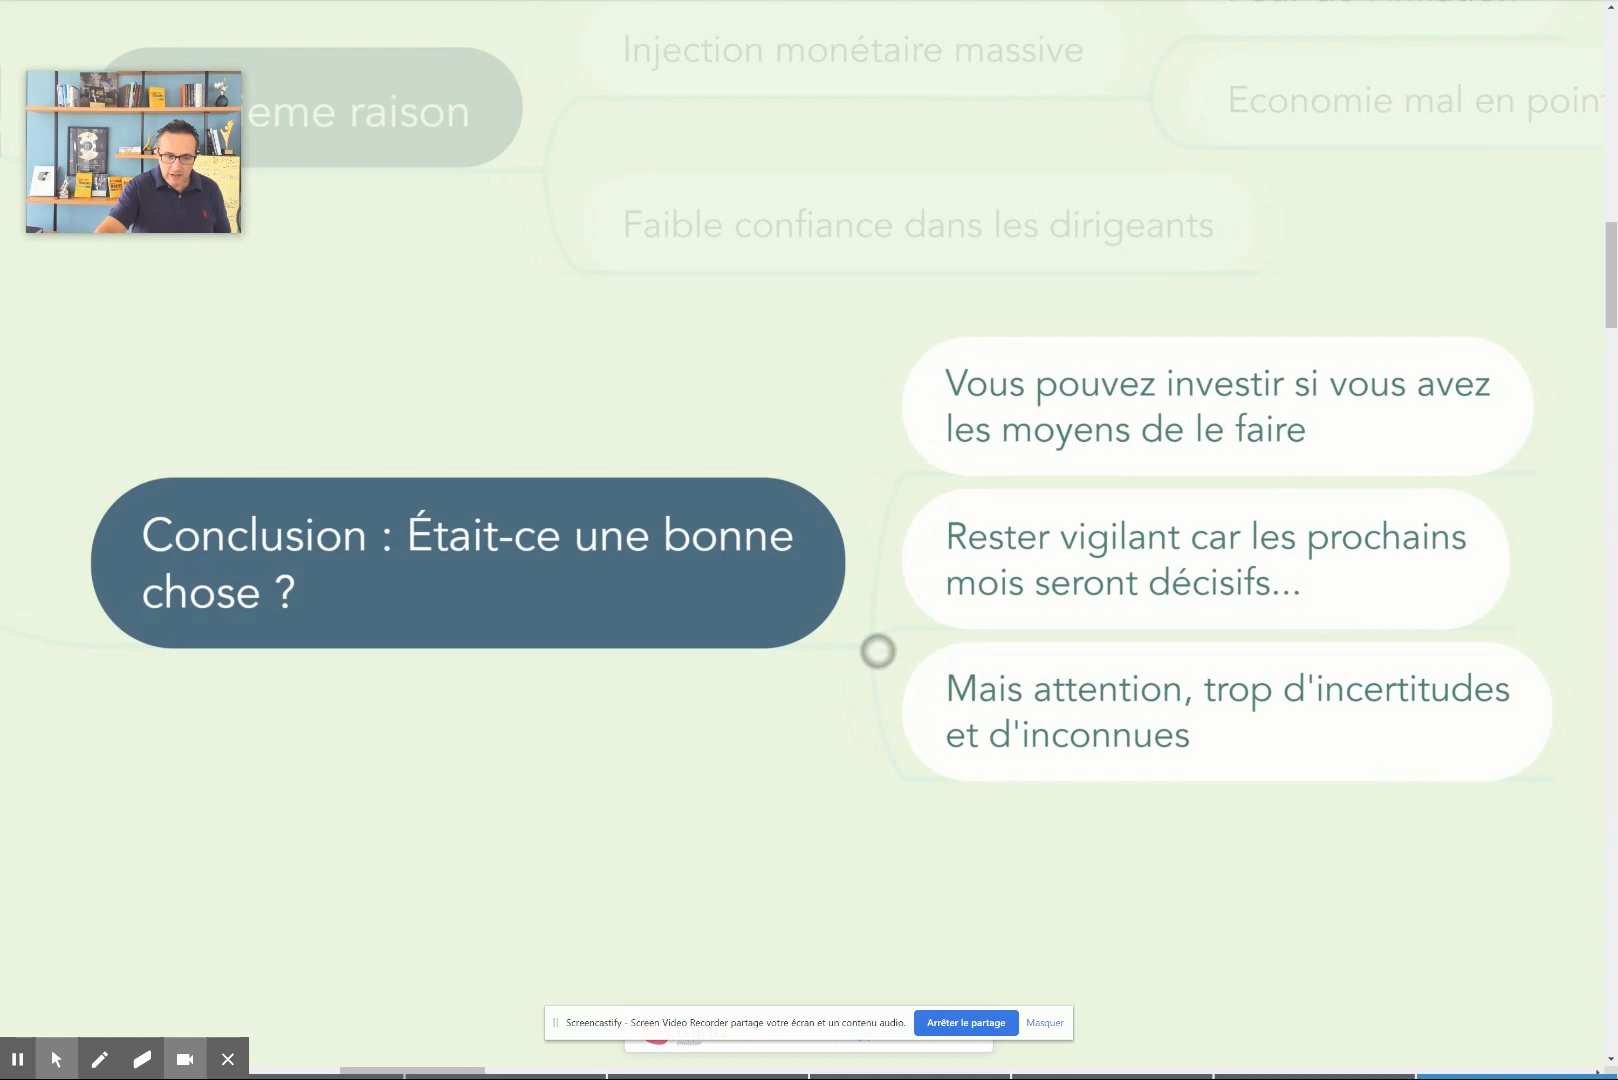 Injection monétaire massive
ieme raison
Economie mal en point
Faible confiance dans les dirigeants
Vous pouvez investir si vous avez
les moyens de le faire
Conclusion : Était-ce une bonne
chose ?
Rester vigilant car les prochains
mois seront décisifs...
Mais attention, trop d'incertitudes
et d'inconnues
Screencastify - Screen Video Recorder partage votre écran et un contenu audio.
Arrêter le partage
Masquer
meister